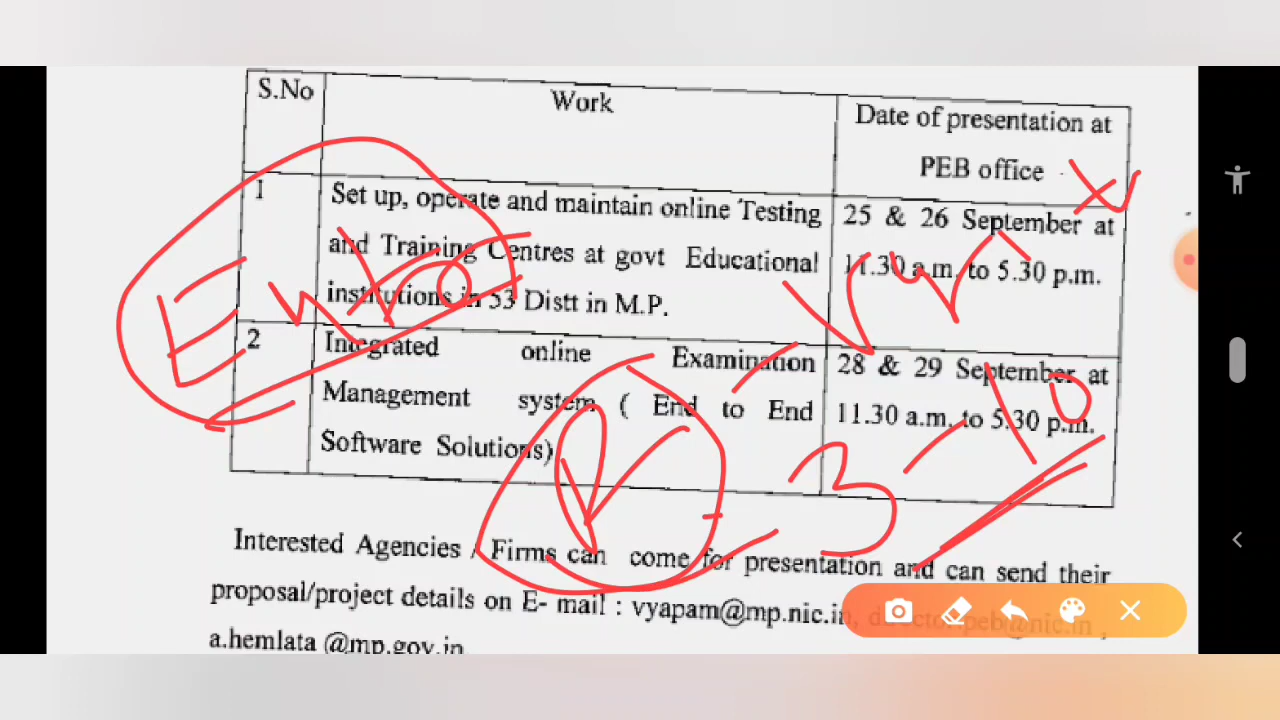 S.No
Work
Date of presentation at
PEB office
1
Set up, operate and maintain online Testing
and Training Centres at govt Educational
institutions in 53 Distt in M.P.
25 & 26 September at
11.30 a.m. to 5.30 p.m.
2
Integrated online Examination
Management system ( End to End
Software Solutions)
28 & 29 September at
11.30 a.m. to 5.30 p.m.
Interested Agencies / Firms can come for presentation and can send their
proposal/project details on E- mail : vyapam@mp.nic.in, director.peb@nic.in ,
a.hemlata @mp.gov.in